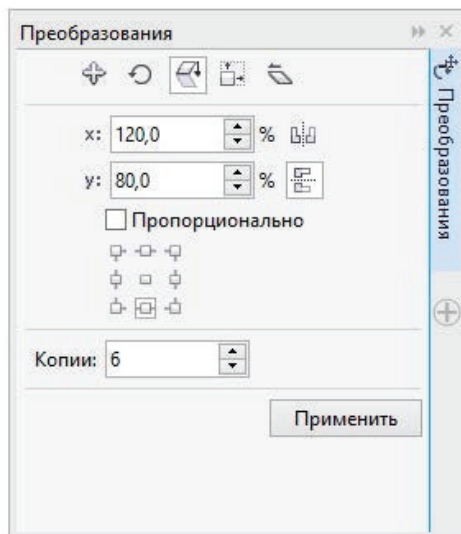 Преобразования
x: 120,0 %
y: 80,0 %
Пропорционально
Копии: 6
Применить
Преобразования